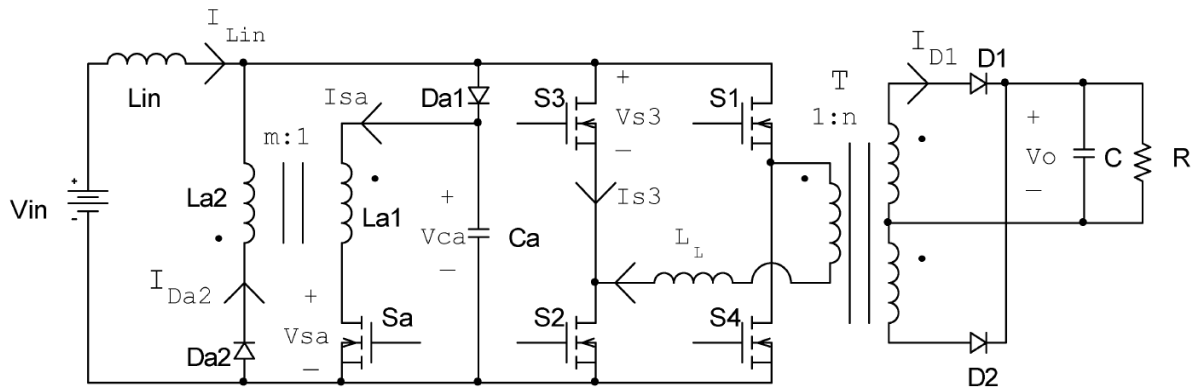 I Lin
Lin
Vin
+
-
m:1
La2
I Da2
Da2
Isa
La1
+
Vsa
−
Sa
Da1
+
Vca
−
Ca
S3
+
Vs3
−
Is3
S2
L L
S1
S4
T
1:n
I D1
D1
D2
+
Vo
−
C
R